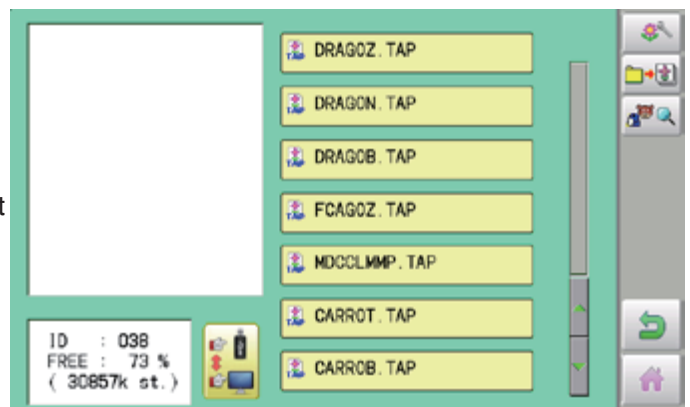 DRAGOZ.TAP
DRAGON.TAP
DRAGOB.TAP
t
FCAGOZ.TAP
MDCCLMMP.TAP
CARROT.TAP
CARROB.TAP
ID : 038
FREE : 73 %
( 30857k st.)